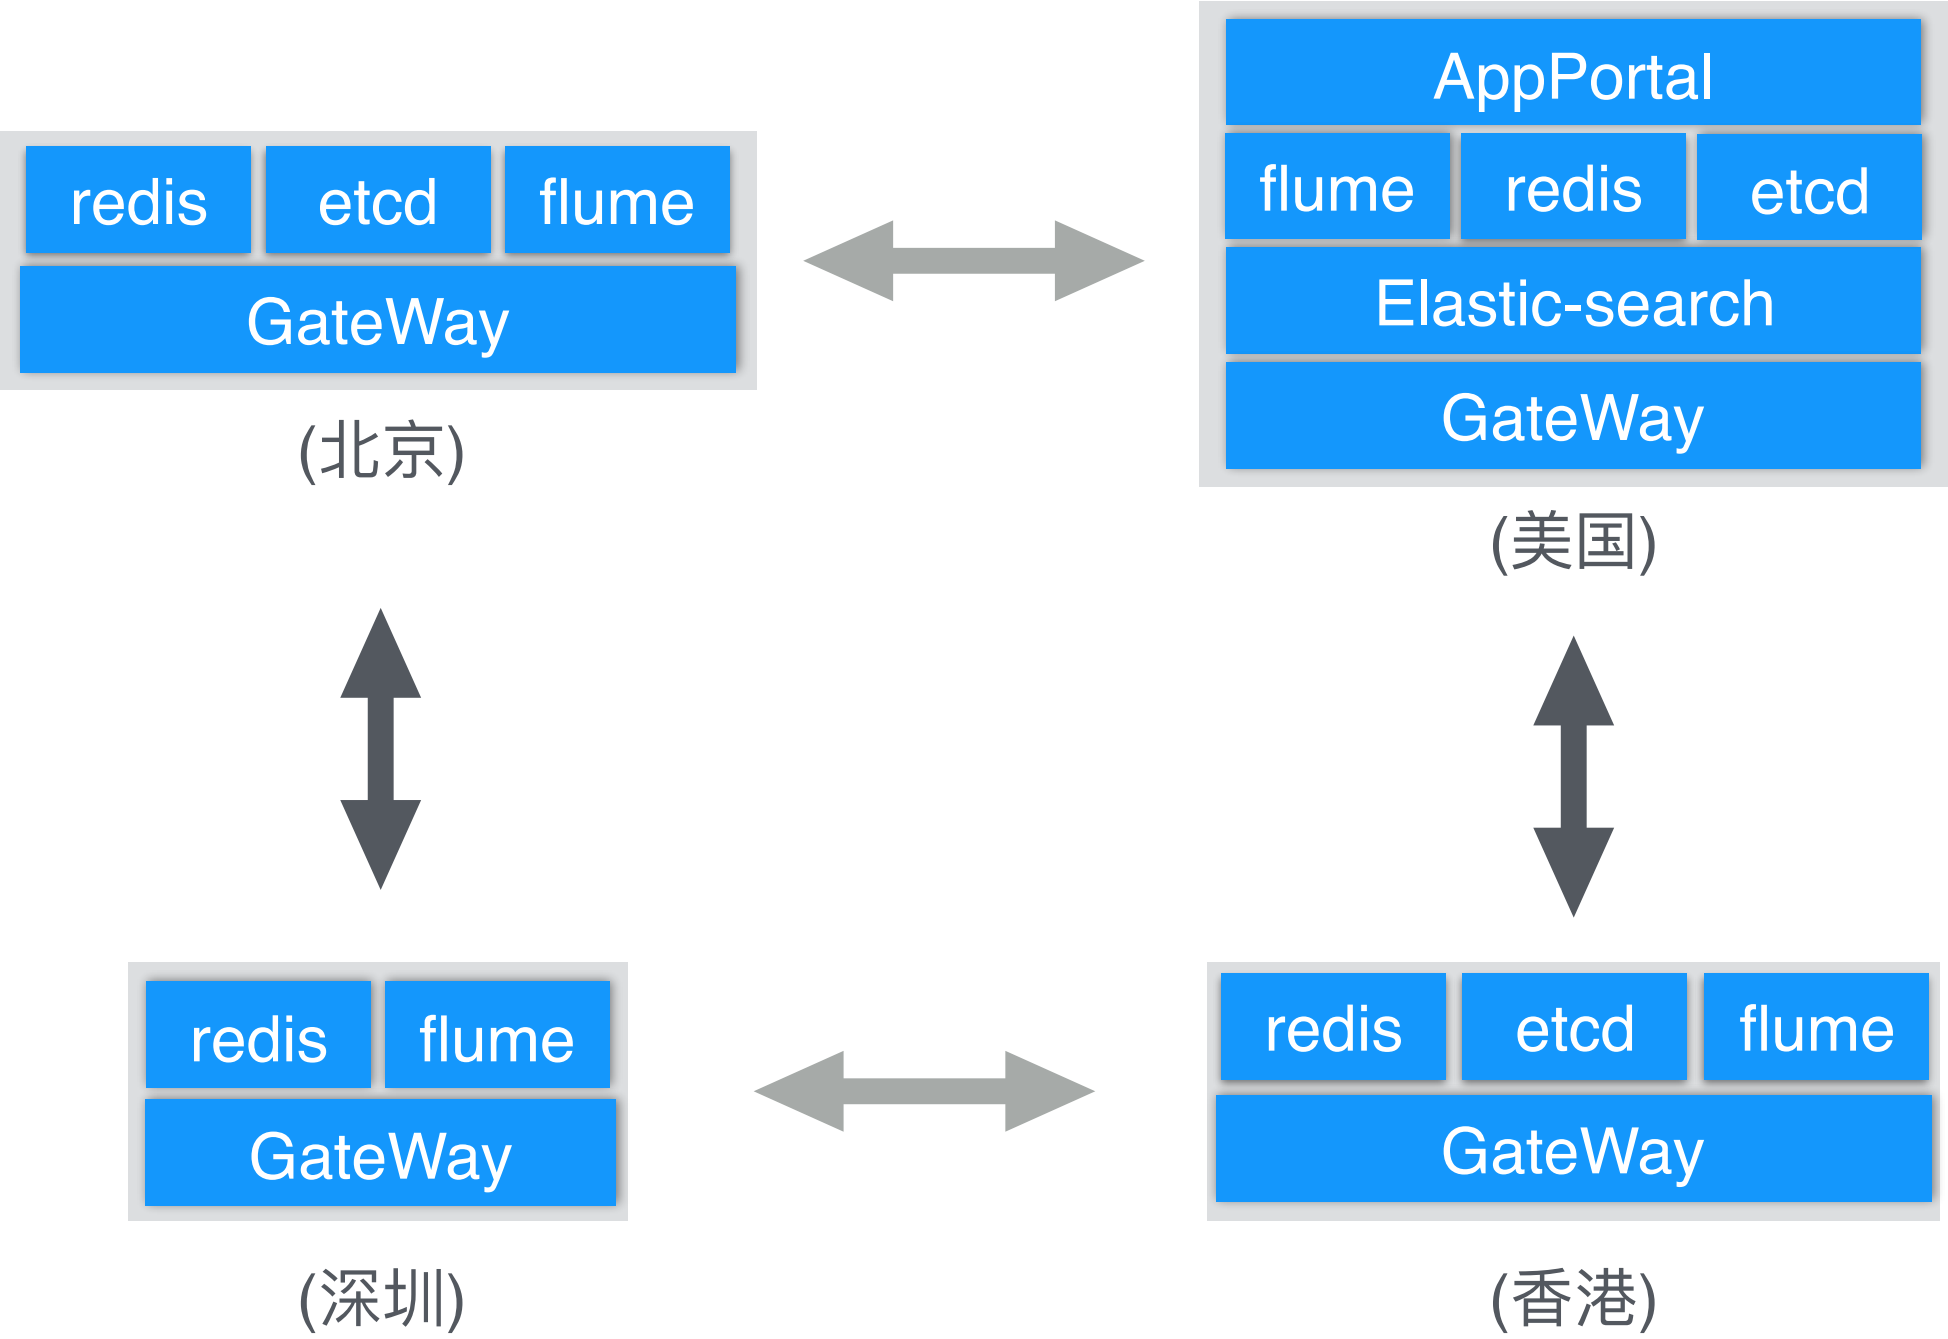 redis etcd flume
GateWay
(北京)
AppPortal
flume redis etcd
Elastic-search
GateWay
(美国)
redis flume
GateWay
(深圳)
redis etcd flume
GateWay
(香港)